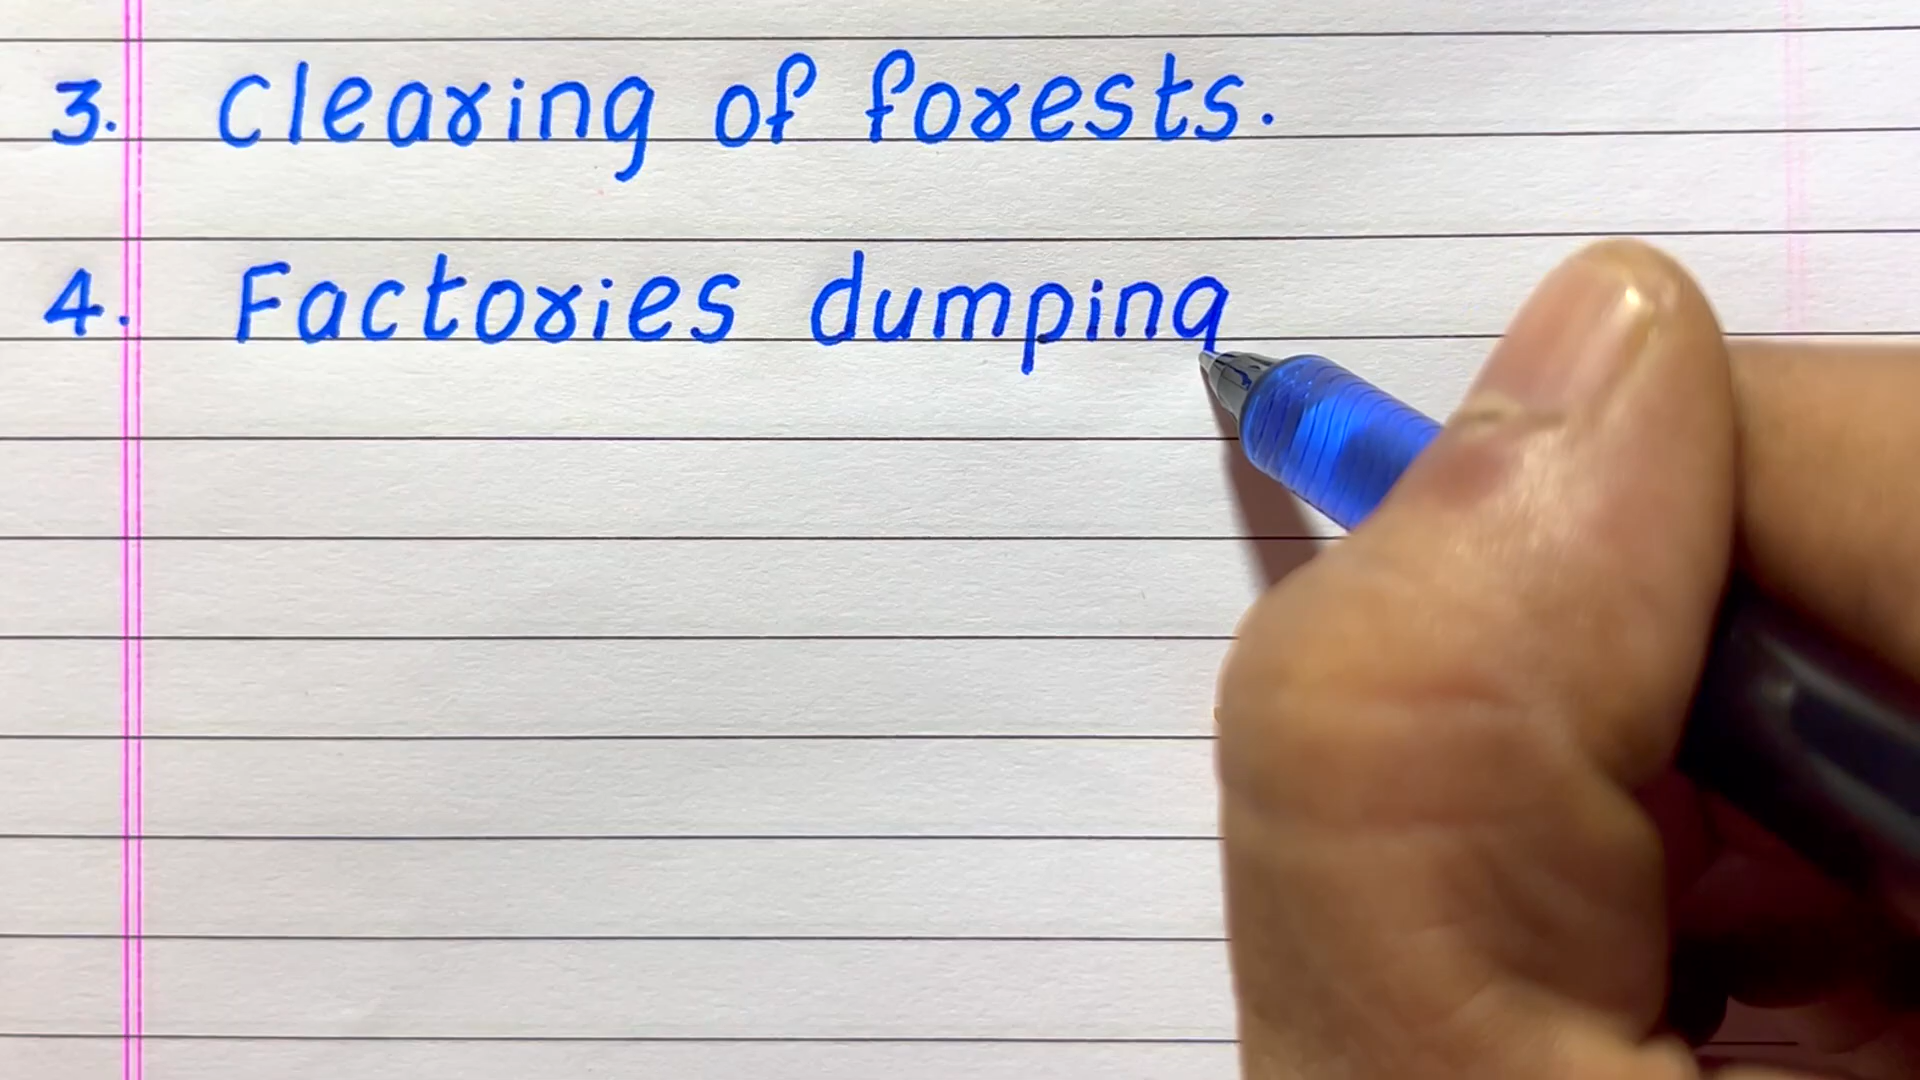 3. Clearing of forests.
4. Factories dumping